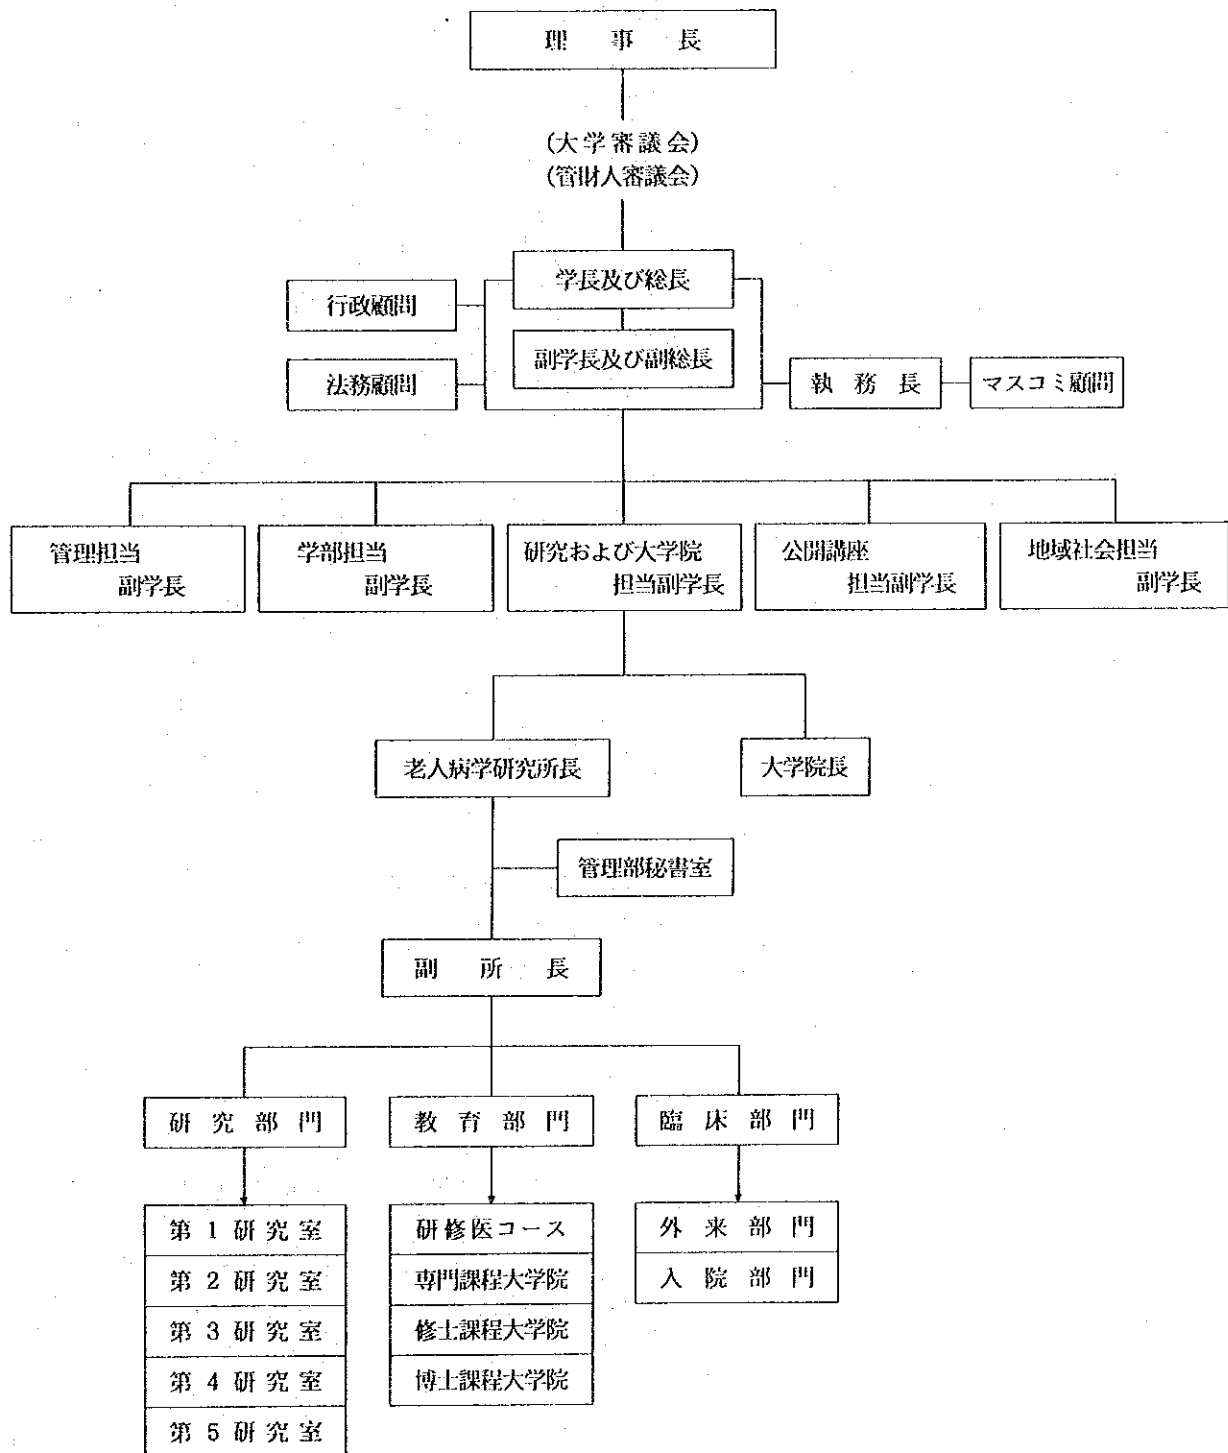 理事長
(大学審議会)
(管財人審議会)
学長及び総長
行政顧問
副学長及び副総長
法務顧問
執務長
マスコミ顧問
管理担当
副学長
学部担当
副学長
研究および大学院
担当副学長
公開講座
担当副学長
地域社会担当
副学長
老人病学研究所長
大学院長
管理部秘書室
副所長
研究部門
教育部門
臨床部門
第1研究室
第2研究室
第3研究室
第4研究室
第5研究室
研修医コース
専門課程大学院
修士課程大学院
博士課程大学院
外来部門
入院部門